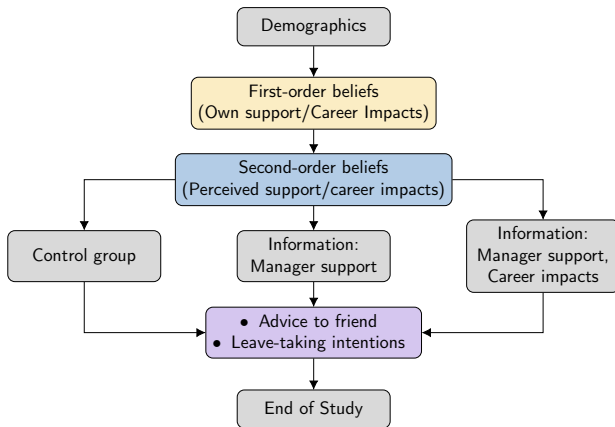 Demographics
First-order beliefs
(Own support/Career Impacts)
Second-order beliefs
(Perceived support/career impacts)
Control group
Information:
Manager support
Information:
Manager support,
Career impacts
• Advice to friend
• Leave-taking intentions
End of Study